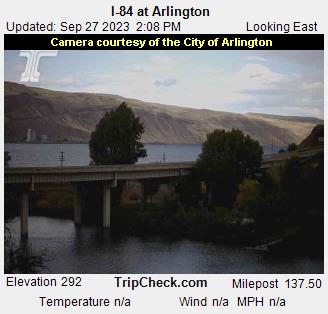 I-84 at Arlington
Updated: Sep 27 2023 2:08 PM Looking East
Camera courtesy of the City of Arlington
Elevation 292 TripCheck.com Milepost 137.50
Temperature n/a Wind n/a MPH n/a